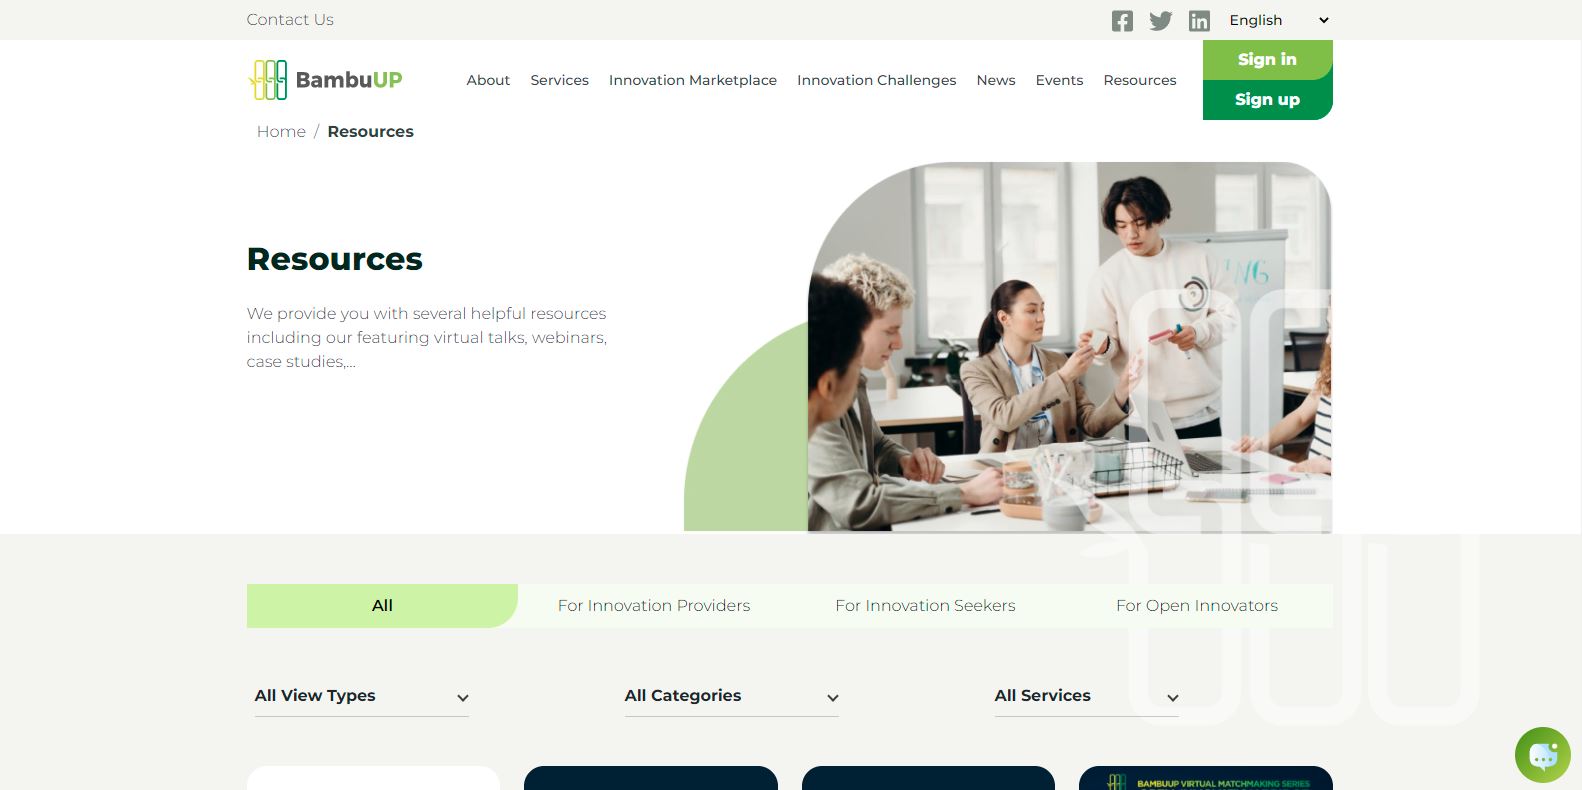 Contact Us
English
BambuUP
About
Services
Innovation Marketplace
Innovation Challenges
News
Events
Resources
Sign in
Sign up
Home / Resources
Resources
We provide you with several helpful resources
including our featuring virtual talks, webinars,
case studies,...
NG
All
For Innovation Providers
For Innovation Seekers
For Open Innovators
All View Types
All Categories
All Services
BAMBUUP VIRTUAL MATCHMAKING SERIES